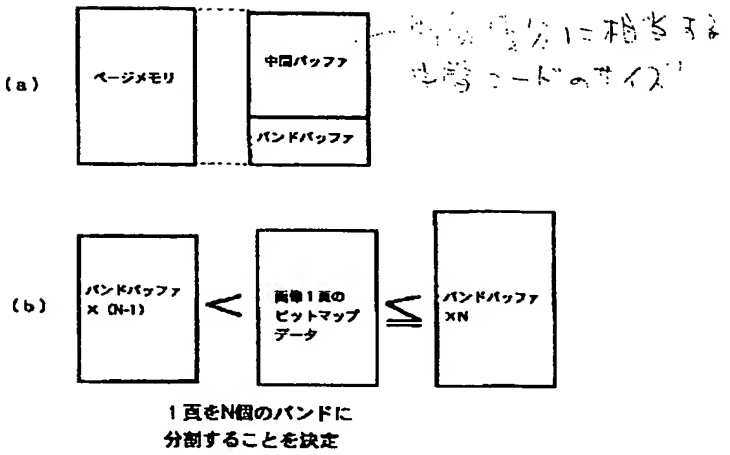 (a)
ページメモリ
中間バッファ
バンドバッファ
に相当する
コードのサイズ
(b)
バンドバッファ
×(N-1)
<
画像1頁の
ビットマップ
データ
≦
バンドバッファ
×N
1頁をN個のバンドに
分割することを決定